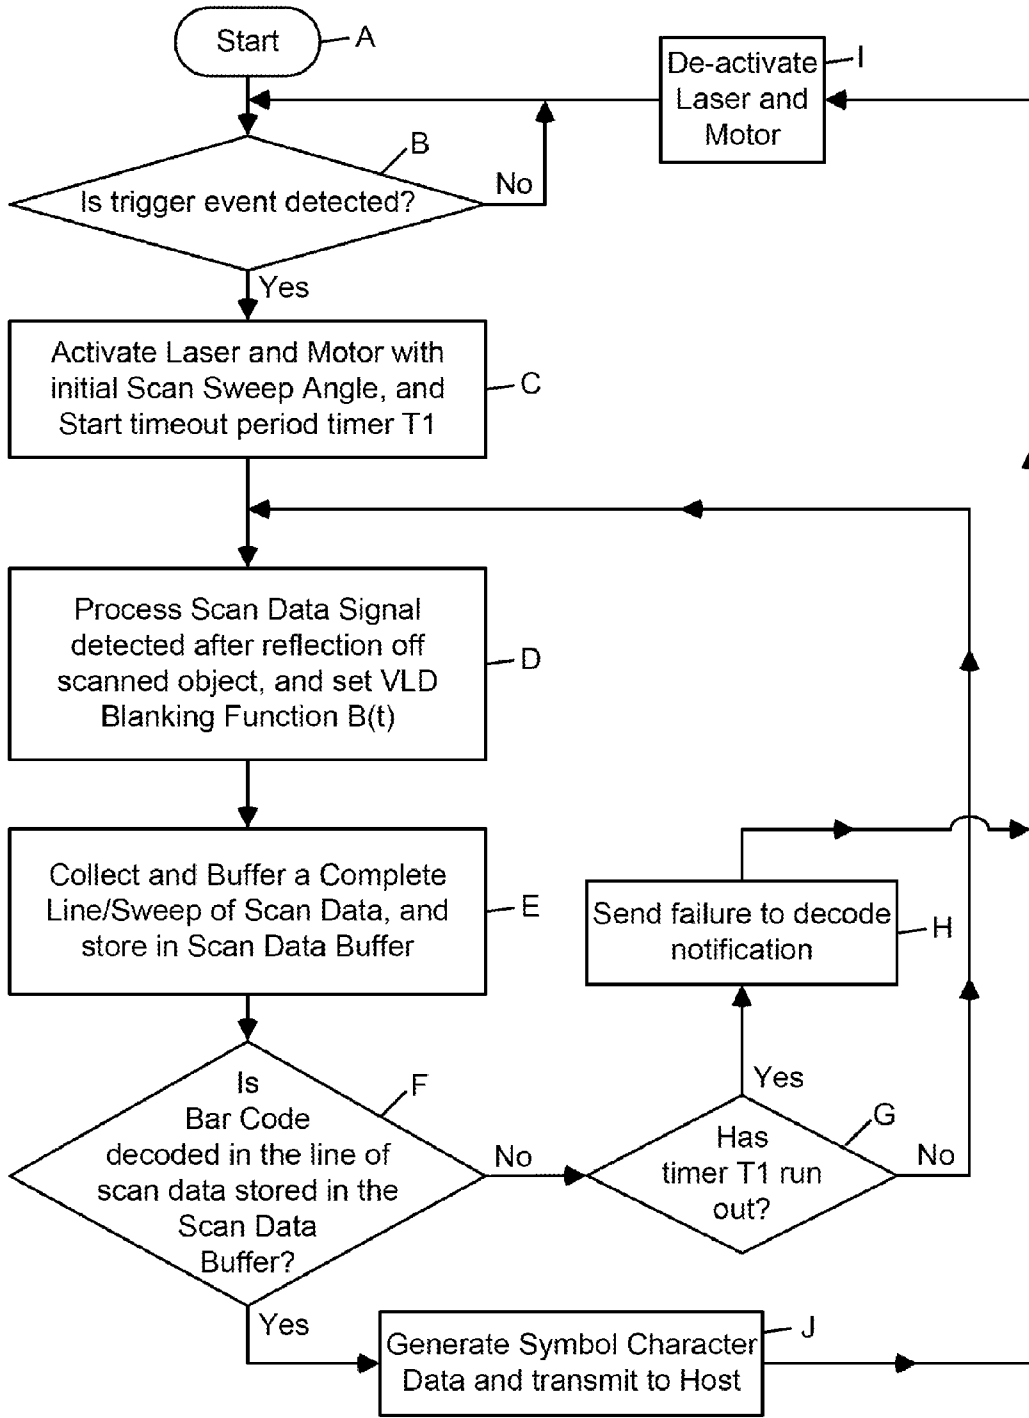 Start
A
De-activate
Laser and
Motor
I
B
Is trigger event detected?
No
Yes
Activate Laser and Motor with
initial Scan Sweep Angle, and
Start timeout period timer T1
C
Process Scan Data Signal
detected after reflection off
scanned object, and set VLD
Blanking Function B(t)
D
Collect and Buffer a Complete
Line/Sweep of Scan Data, and
store in Scan Data Buffer
E
Send failure to decode
notification
H
Is
Bar Code
decoded in the line of
scan data stored in the
Scan Data
Buffer?
F
No
Yes
Has
timer T1 run
out?
G
No
Yes
Generate Symbol Character
Data and transmit to Host
J